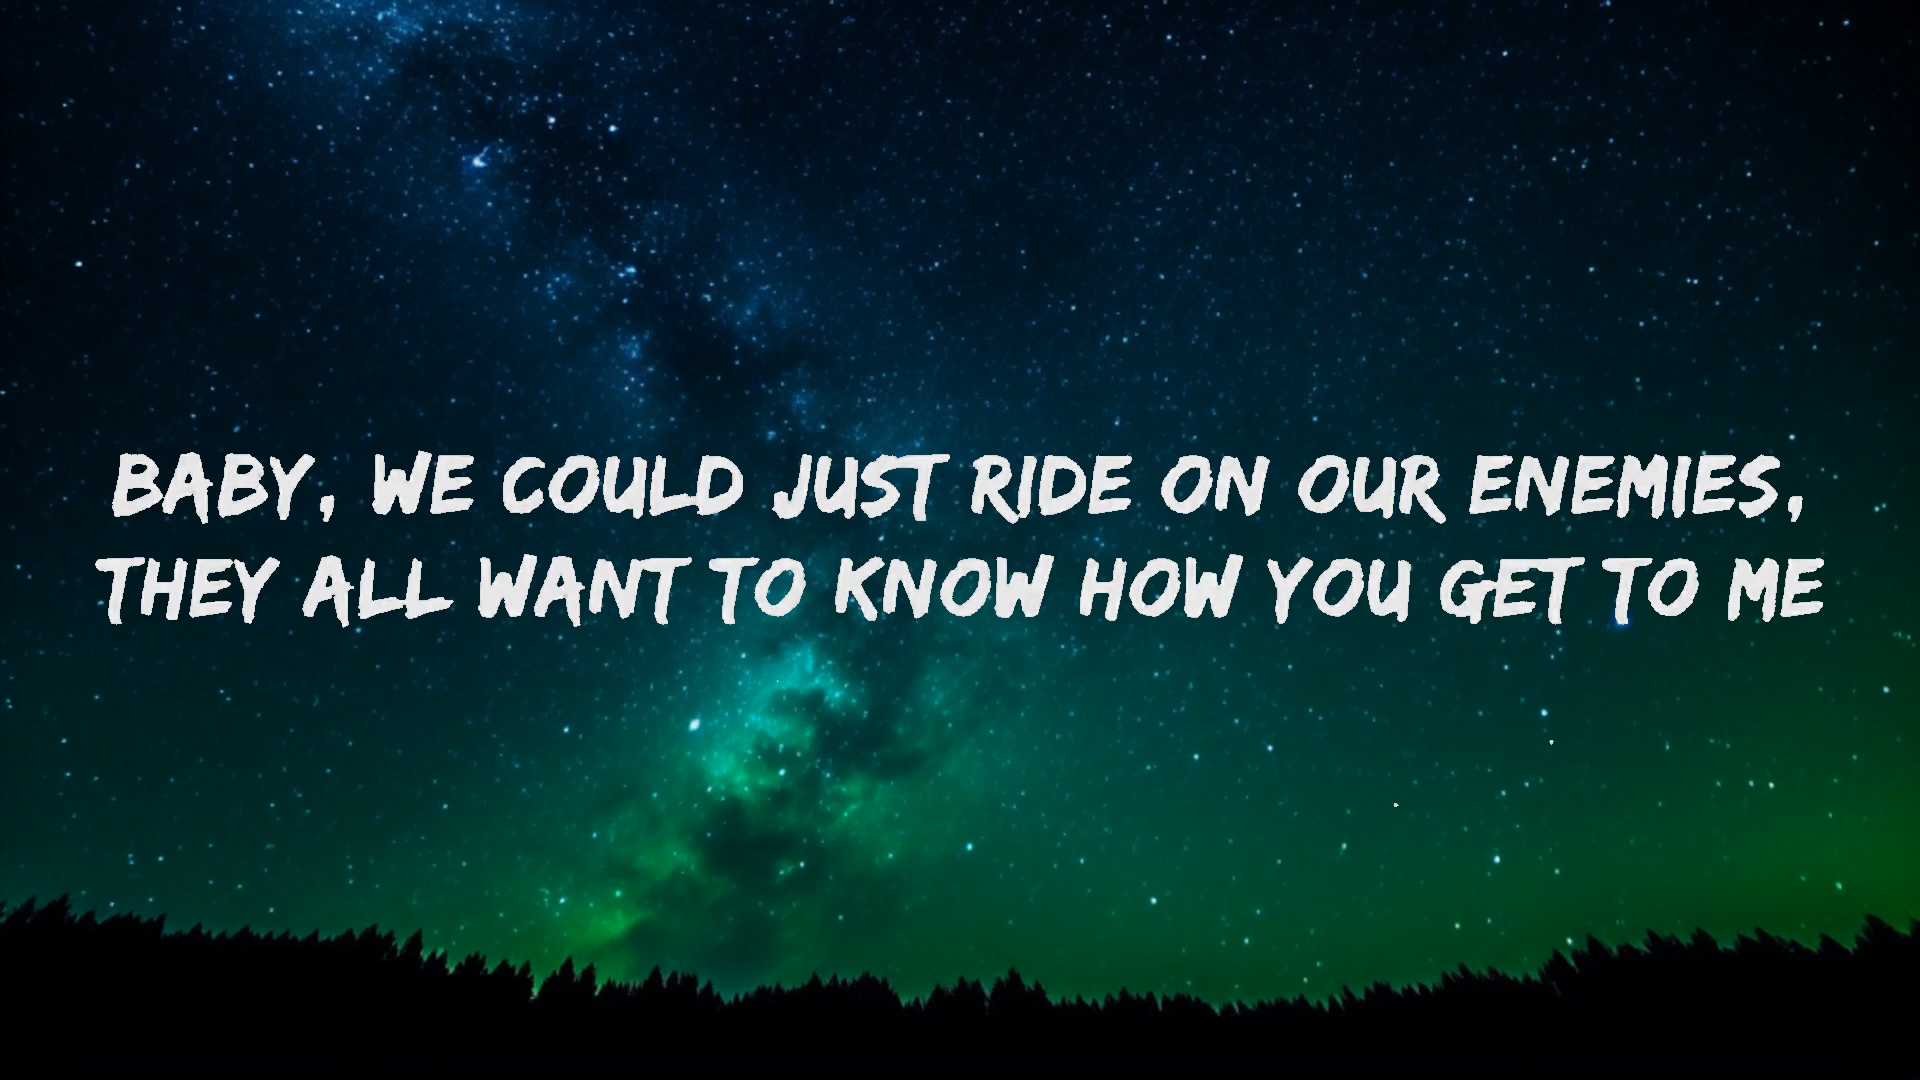 BABY, WE COULD JUST RIDE ON OUR ENEMIES,
THEY ALL WANT TO KNOW HOW YOU GET TO ME